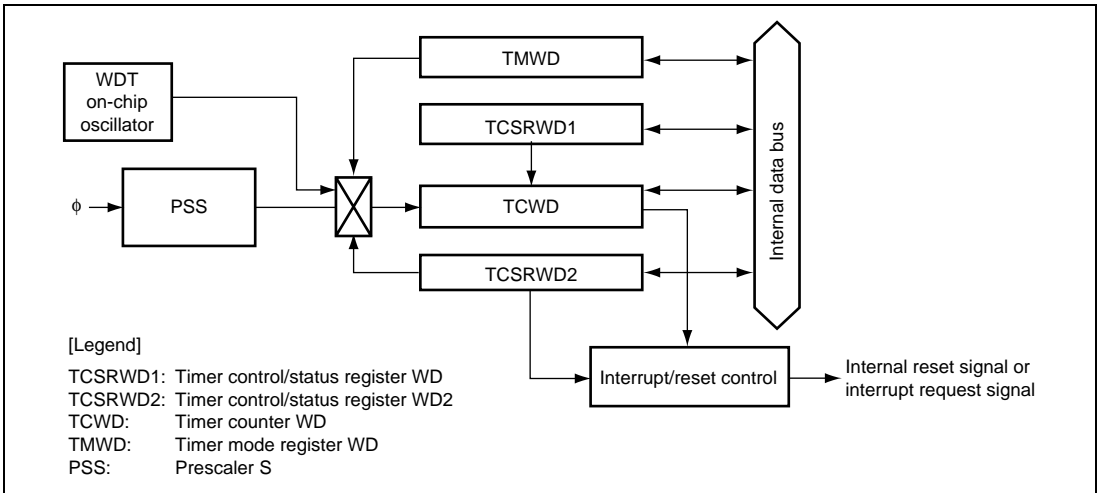 WDT
on-chip
oscillator
φ
PSS
TMWD
TCSRWD1
TCWD
TCSRWD2
Internal data bus
Interrupt/reset control
Internal reset signal or
interrupt request signal
[Legend]
TCSRWD1: Timer control/status register WD
TCSRWD2: Timer control/status register WD2
TCWD: Timer counter WD
TMWD: Timer mode register WD
PSS: Prescaler S